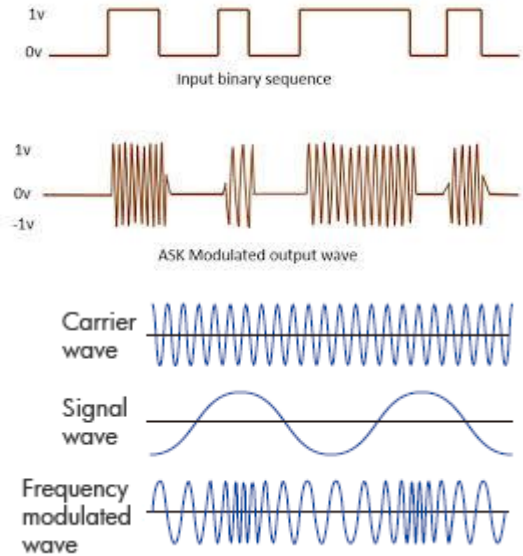 1v
0v
Input binary sequence
1v
0v
-1v
ASK Modulated output wave
Carrier
wave
Signal
wave
Frequency
modulated
wave